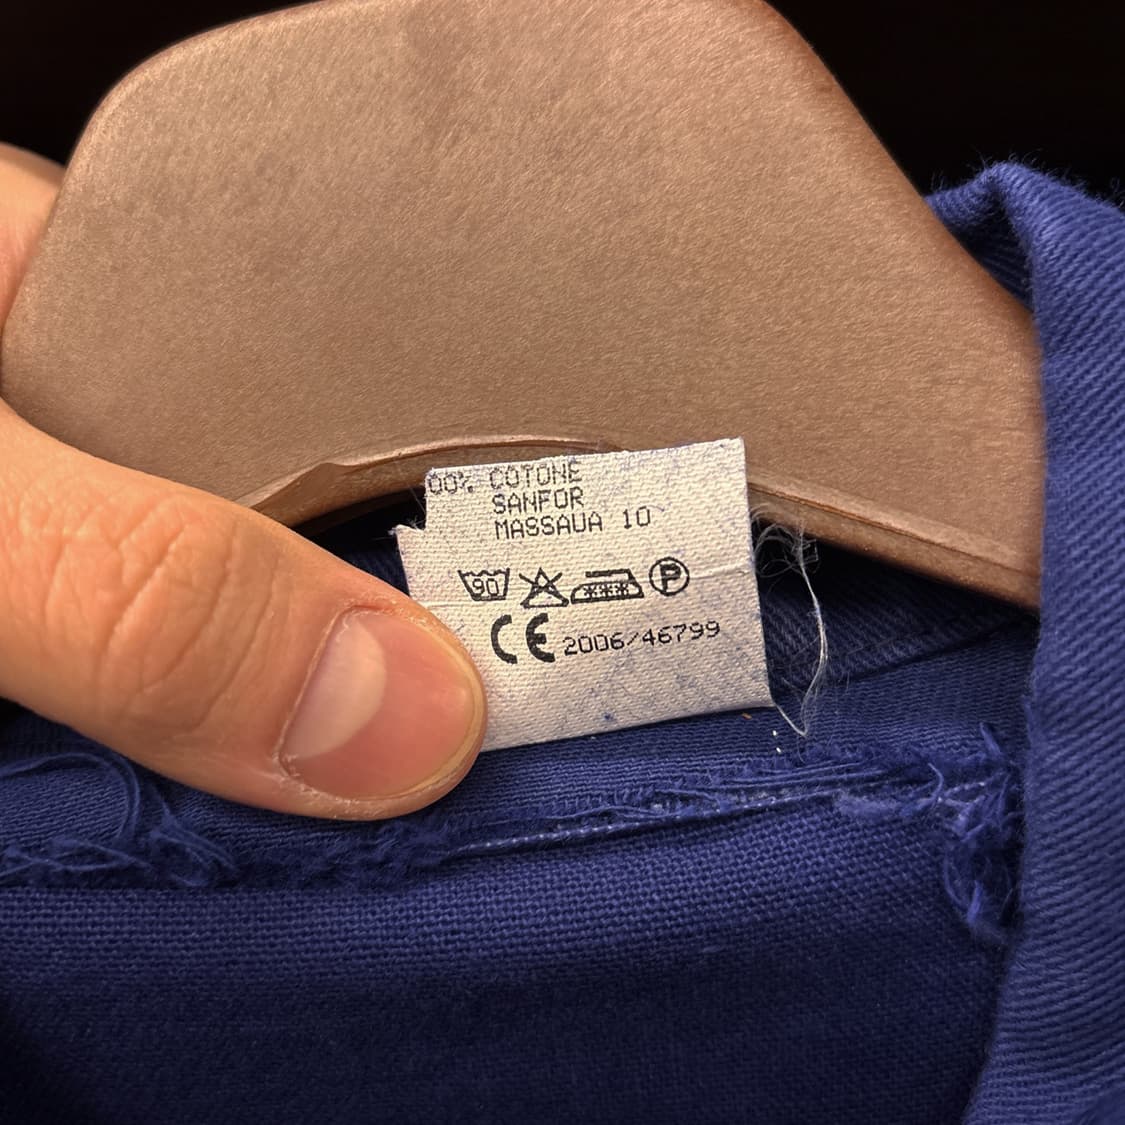 00% COTONE
SANFOR
MASSAUA 10
90 P
CE 2006/46799